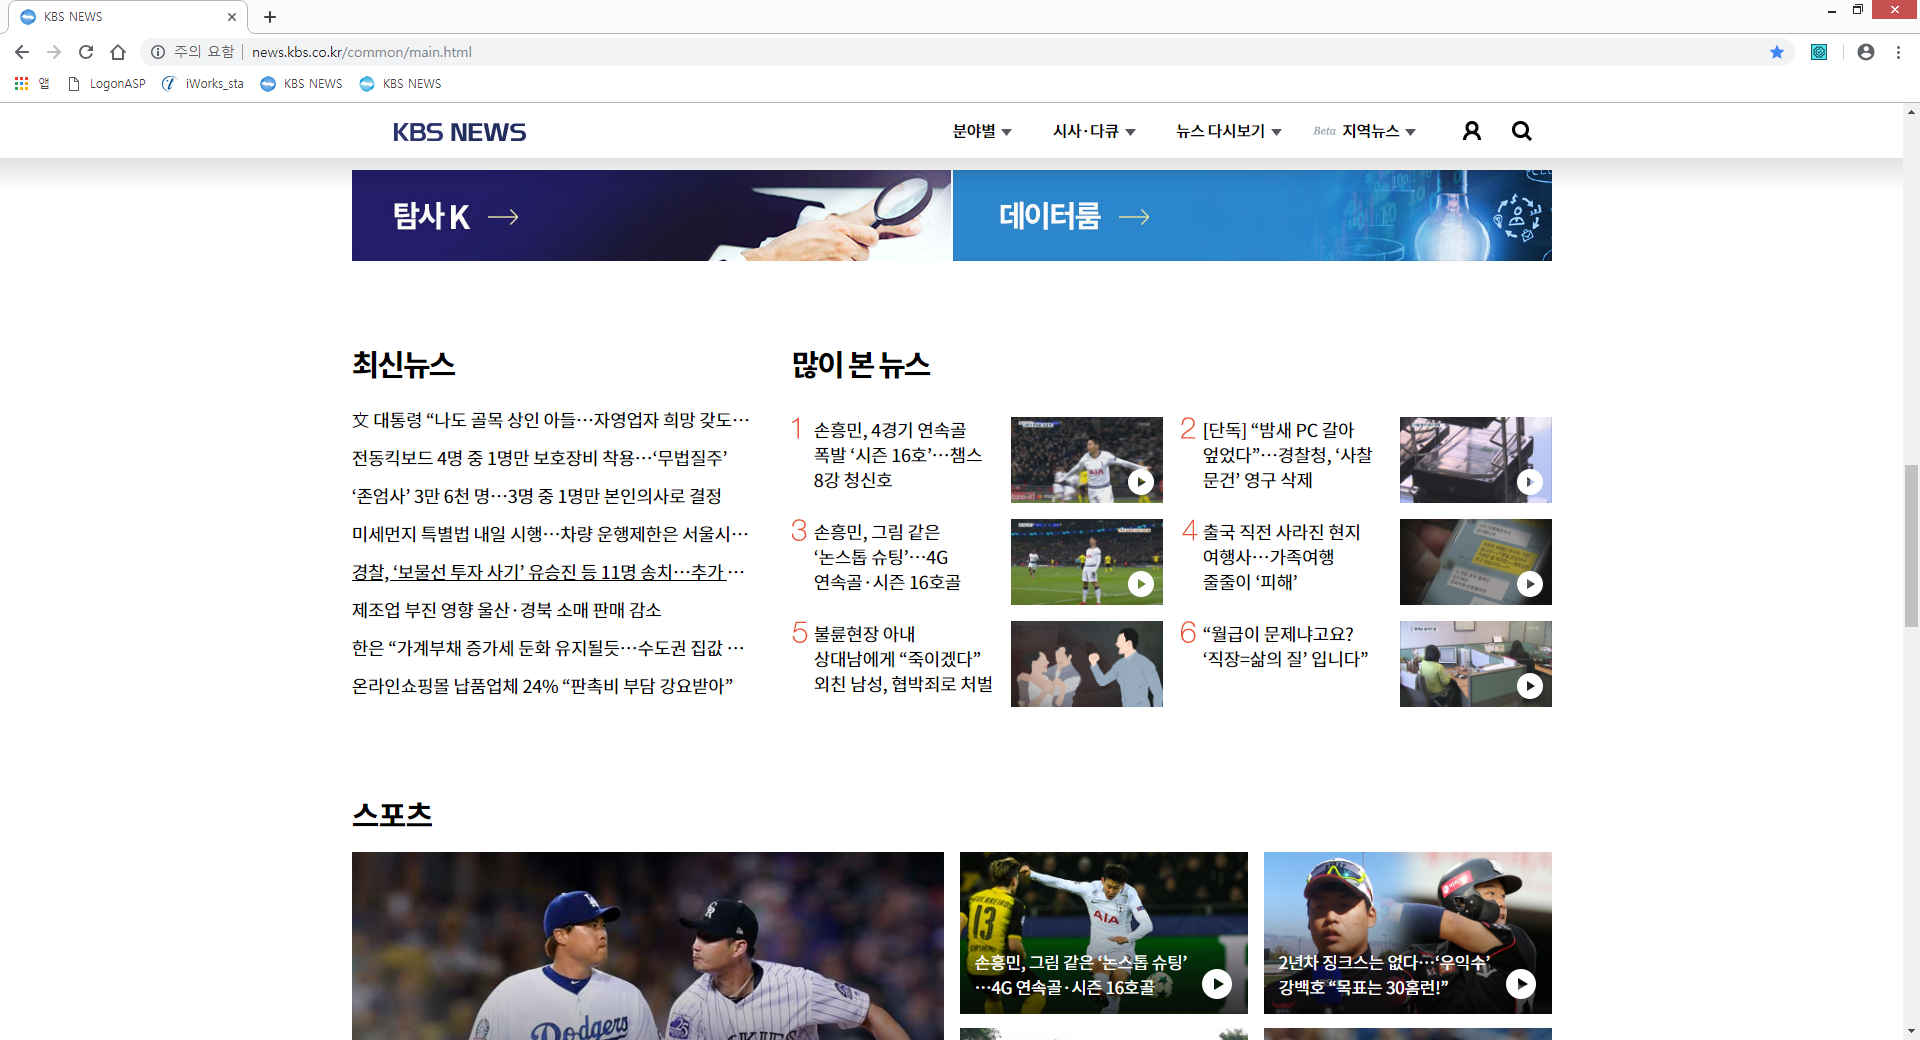 KBS NEWS
주의 요함
news.kbs.co.kr/common/main.html
앱
LogonASP
iWorks_sta
KBS NEWS
KBS NEWS
KBS NEWS
분야별
시사·다큐
뉴스 다시보기
Beta 지역뉴스
탐사 K
데이터룸
최신뉴스
文 대통령 “나도 골목 상인 아들…자영업자 희망 갖도…
전동킥보드 4명 중 1명만 보호장비 착용…‘무법질주’
‘존엄사’ 3만 6천 명…3명 중 1명만 본인의사로 결정
미세먼지 특별법 내일 시행…차량 운행제한은 서울시…
경찰, ‘보물선 투자 사기’ 유승진 등 11명 송치…추가 …
제조업 부진 영향 울산·경북 소매 판매 감소
한은 “가계부채 증가세 둔화 유지될듯…수도권 집값 …
온라인쇼핑몰 납품업체 24% “판촉비 부담 강요받아”
많이 본 뉴스
1 손흥민, 4경기 연속골
폭발 ‘시즌 16호’…챔스
8강 청신호
2 [단독] “밤새 PC 갈아
엎었다”…경찰청, ‘사찰
문건’ 영구 삭제
3 손흥민, 그림 같은
‘논스톱 슈팅’…4G
연속골·시즌 16호골
4 출국 직전 사라진 현지
여행사…가족여행
줄줄이 ‘피해’
5 불륜현장 아내
상대남에게 “죽이겠다”
외친 남성, 협박죄로 처벌
6 “월급이 문제냐고요?
‘직장=삶의 질’ 입니다”
스포츠
LA
CR
Dodgers
25
13
AIA
손흥민, 그림 같은 ‘논스톱 슈팅’
…4G 연속골·시즌 16호골
2년차 징크스는 없다…‘우익수’
강백호 “목표는 30홈런!”